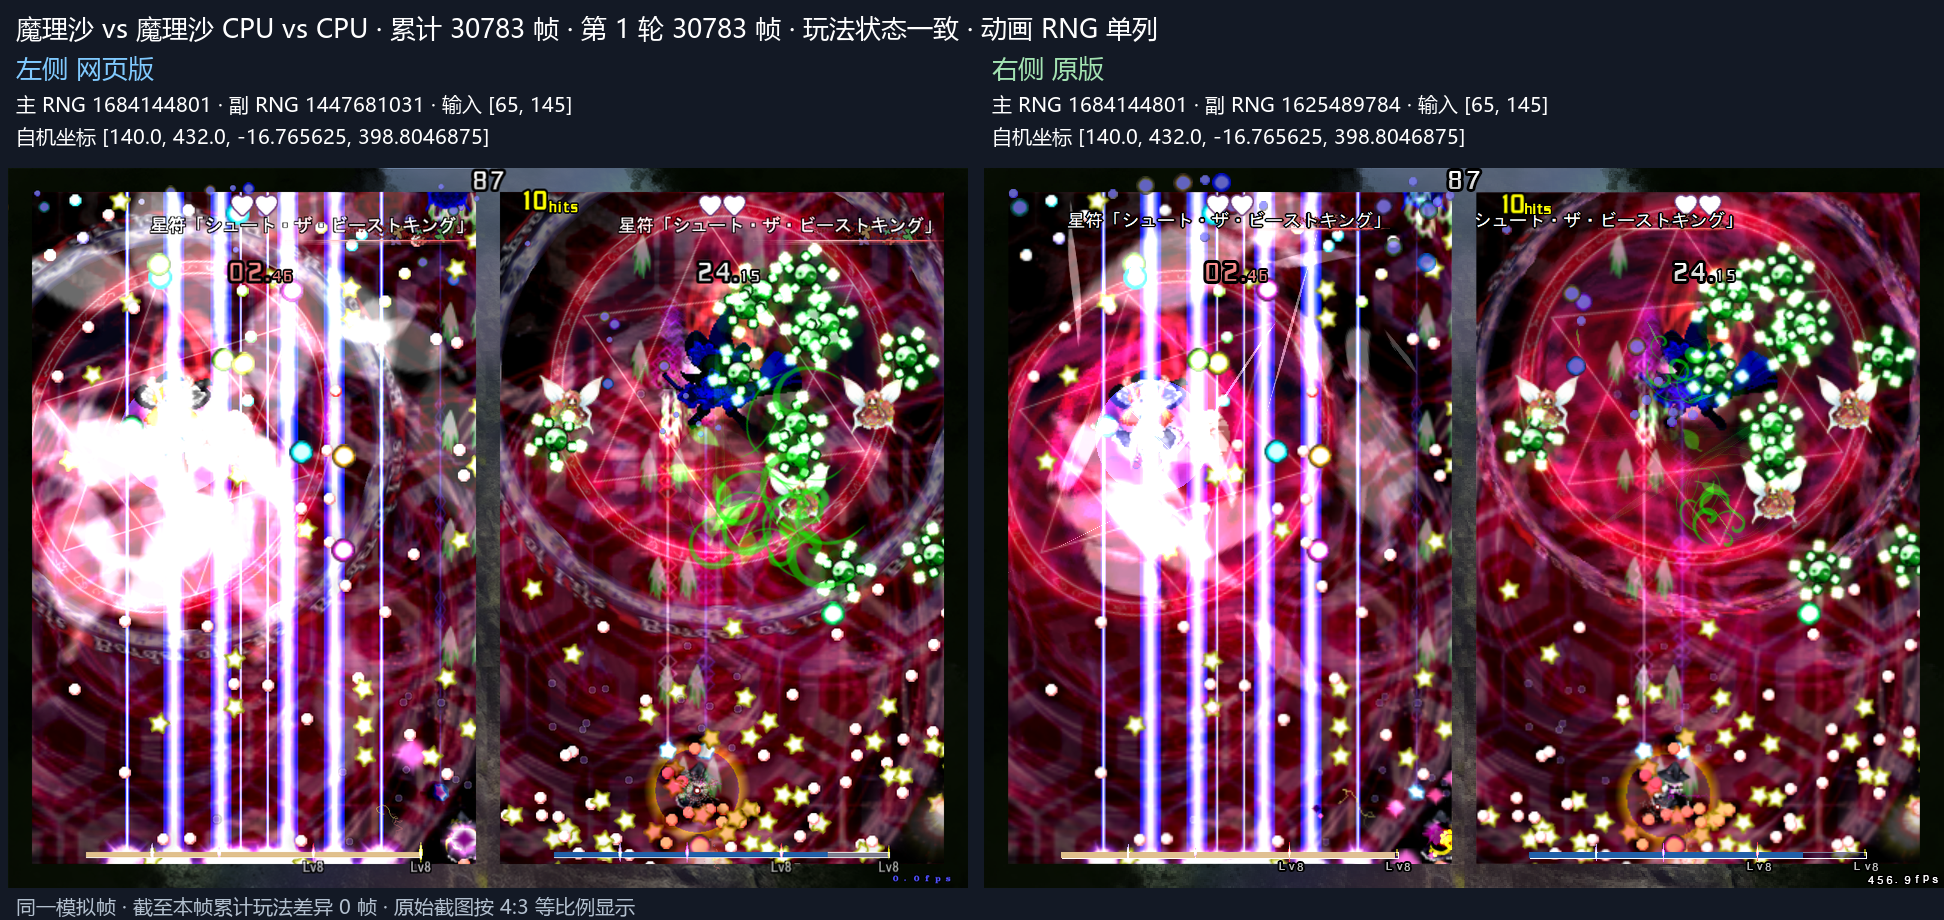 魔理沙 vs 魔理沙 CPU vs CPU · 累计 30783 帧 · 第 1 轮 30783 帧 · 玩法状态一致 · 动画 RNG 单列
左侧 网页版
主 RNG 1684144801 · 副 RNG 1447681031 · 输入 [65, 145]
自机坐标 [140.0, 432.0, -16.765625, 398.8046875]
87
10hits
星符「シュート・ザ・ビーストキング」
星符「シュート・ザ・ビーストキング」
02.46
24.15
Lv8
Lv8
Lv8
Lv8
0.0fps
右侧 原版
主 RNG 1684144801 · 副 RNG 1625489784 · 输入 [65, 145]
自机坐标 [140.0, 432.0, -16.765625, 398.8046875]
87
10hits
星符「シュート・ザ・ビーストキング」
シュート・ザ・ビーストキング」
02.46
24.15
Lv8
Lv8
Lv8
Lv8
456.9fps
同一模拟帧 · 截至本帧累计玩法差异 0 帧 · 原始截图按 4:3 等比例显示